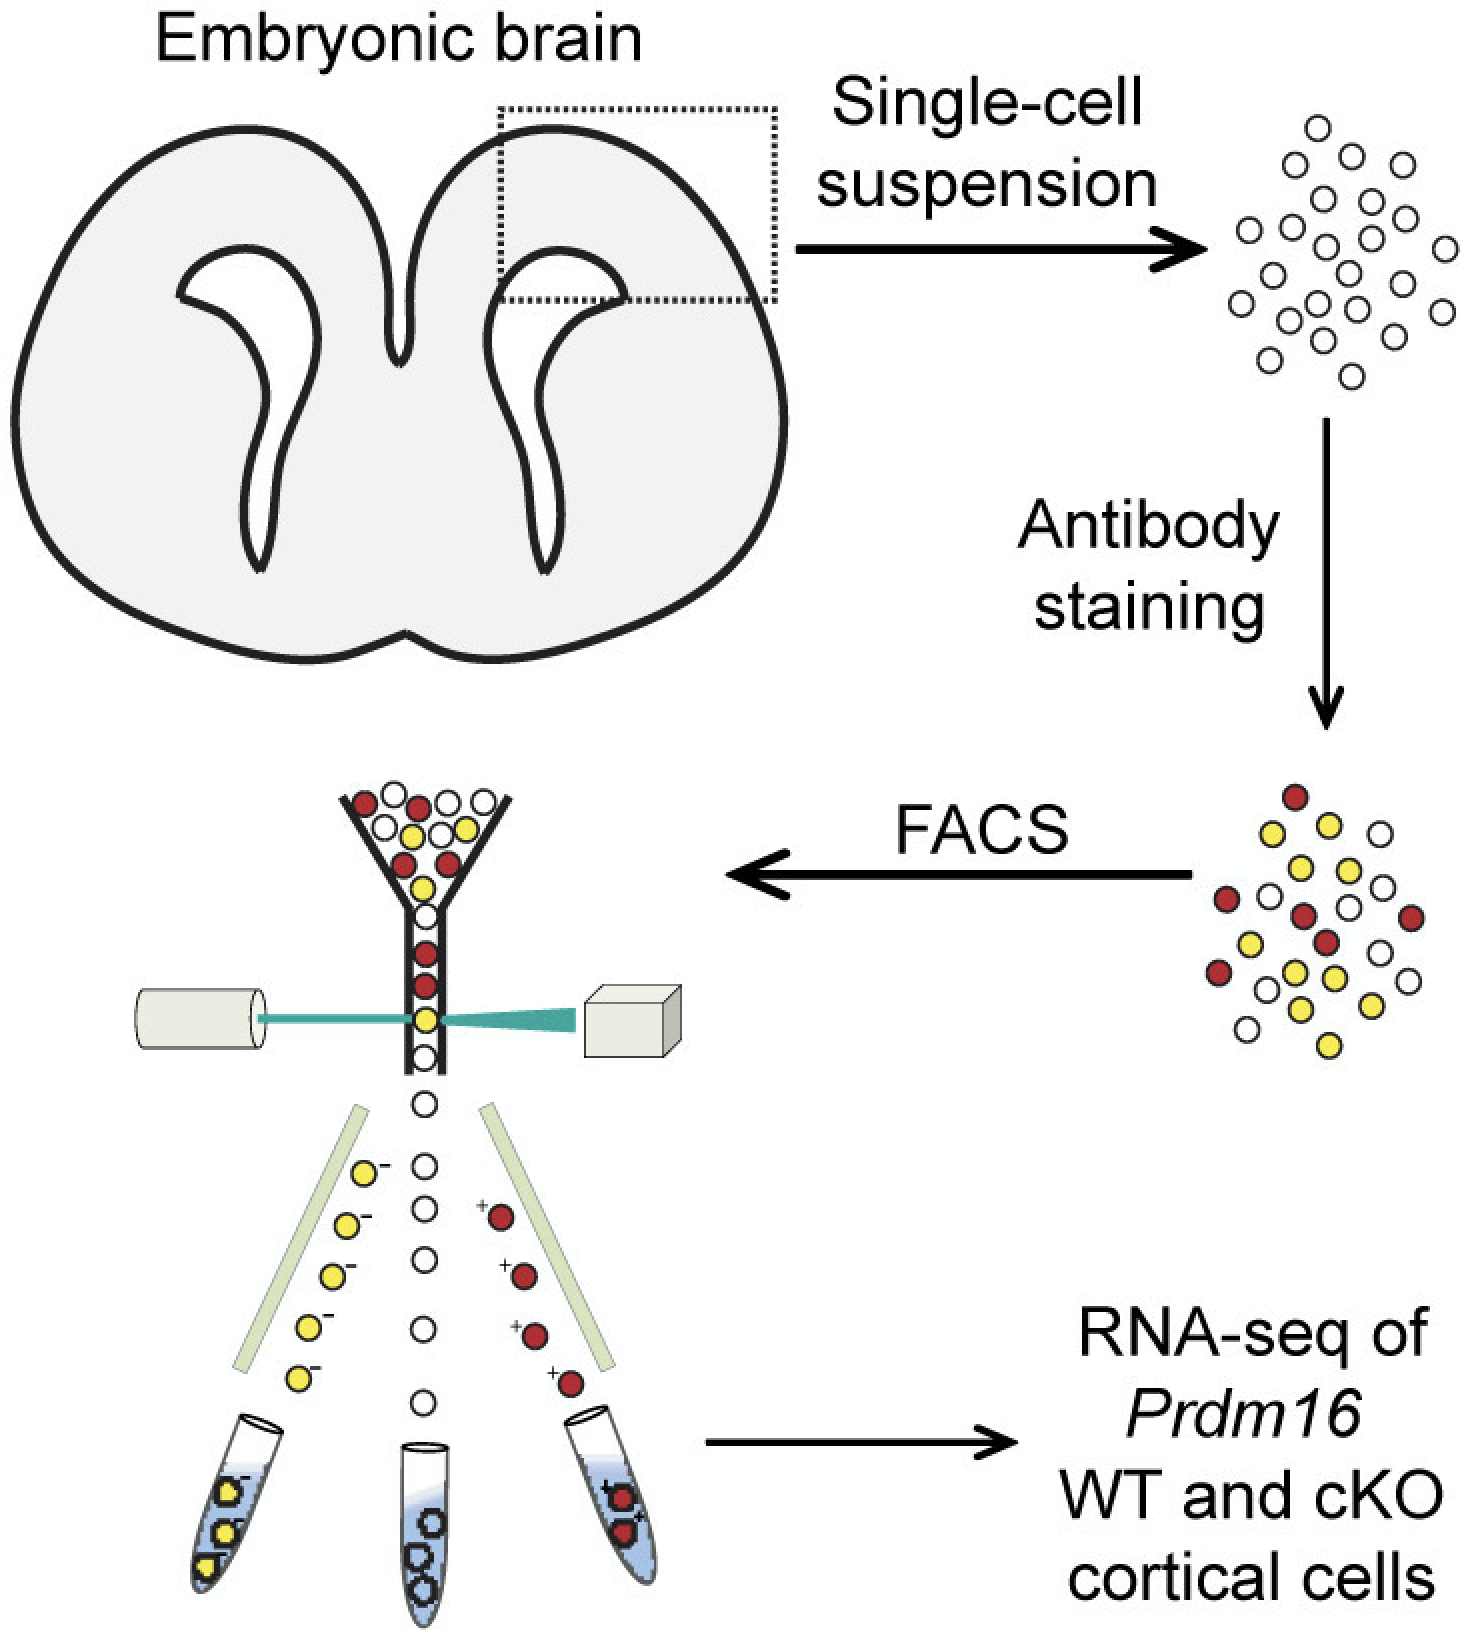 Embryonic brain
Single-cell
suspension
Antibody
staining
FACS
- 
+
-
+
-
+
-
+
-
-
-
-
+
+
RNA-seq of
Prdm16
WT and cKO
cortical cells